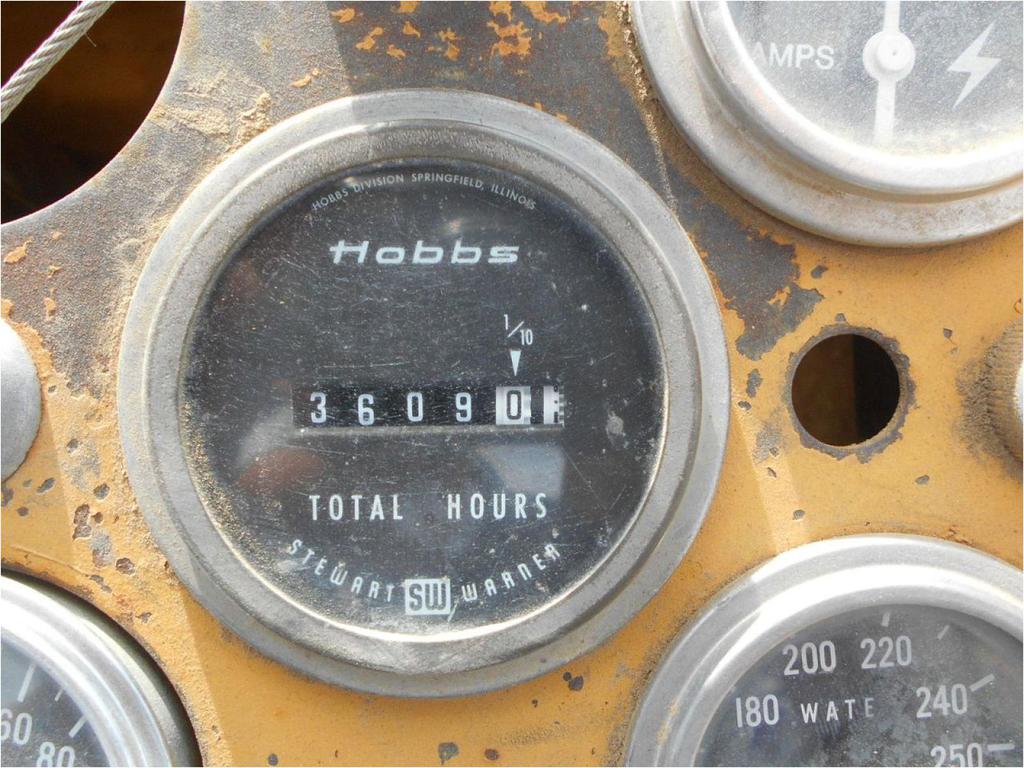 AMPS
HOBBS DIVISION SPRINGFIELD, ILLINOIS
Hobbs
1/10
3 6 0 9 0
TOTAL HOURS
STEWART SW WARNER
200 220
180 WATE 240
250
60
80